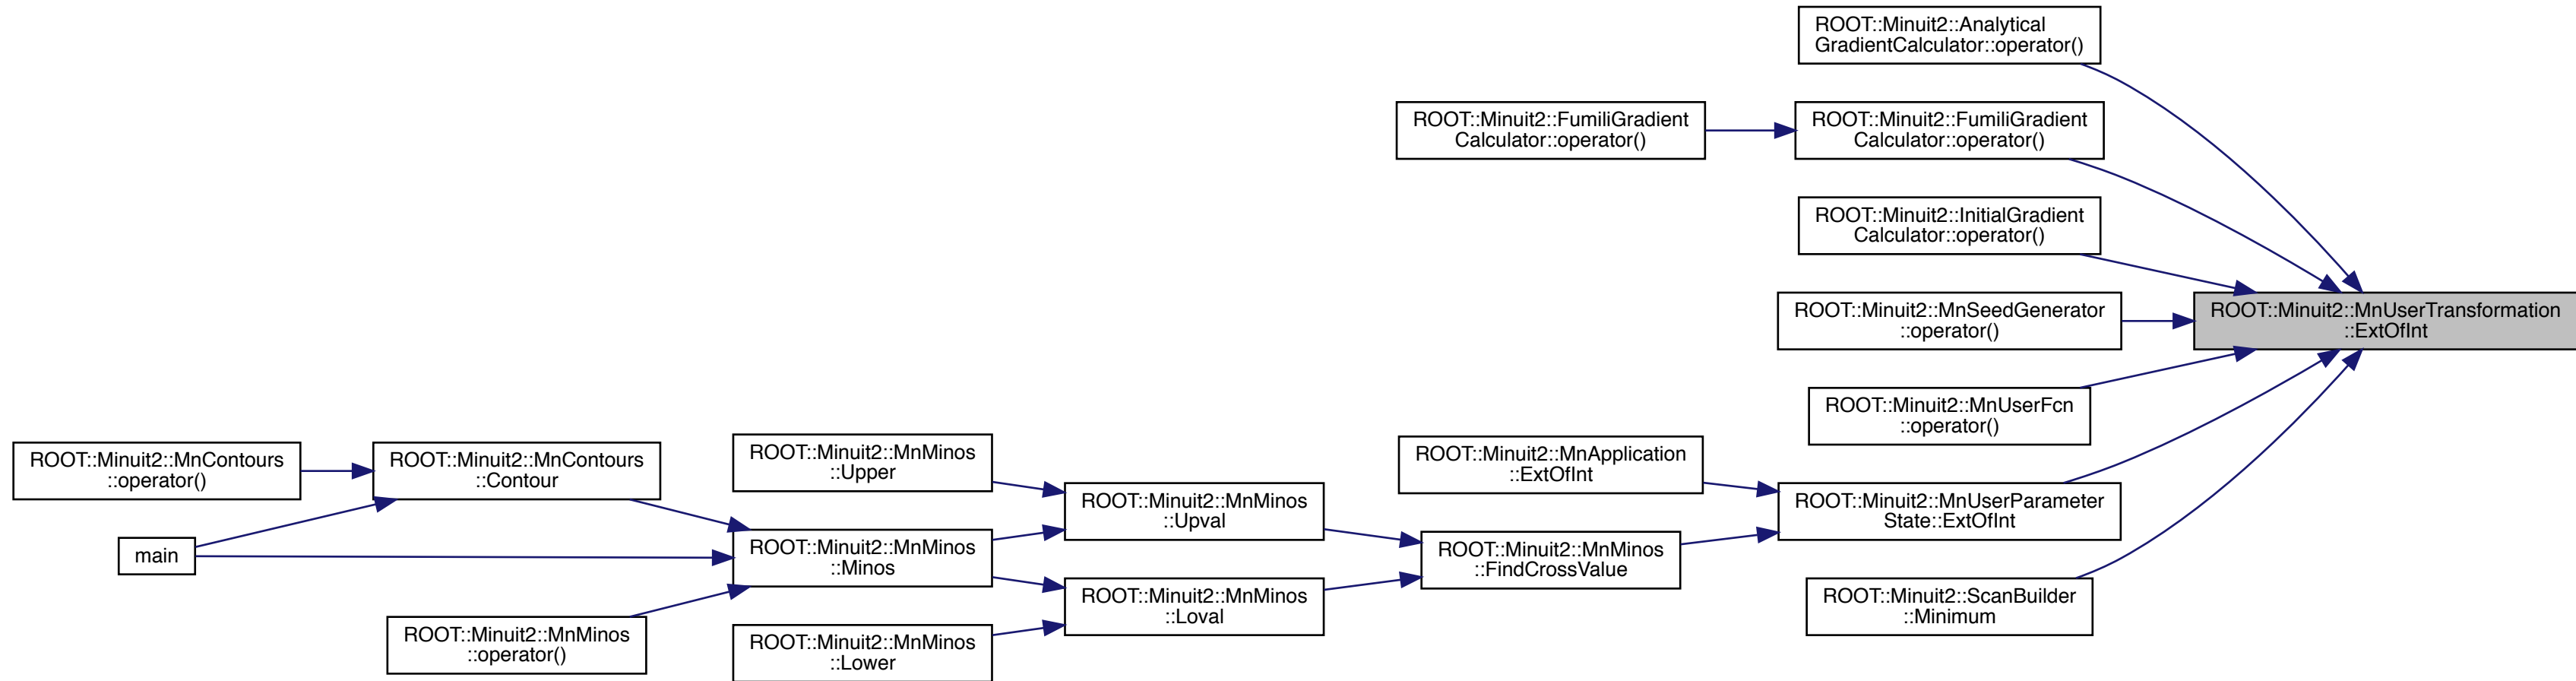 ROOT::Minuit2::Analytical
GradientCalculator::operator()
ROOT::Minuit2::FumiliGradient
Calculator::operator()
ROOT::Minuit2::FumiliGradient
Calculator::operator()
ROOT::Minuit2::InitialGradient
Calculator::operator()
ROOT::Minuit2::MnSeedGenerator
::operator()
ROOT::Minuit2::MnUserTransformation
::ExtOfInt
ROOT::Minuit2::MnUserFcn
::operator()
ROOT::Minuit2::MnContours
::operator()
ROOT::Minuit2::MnContours
::Contour
ROOT::Minuit2::MnMinos
::Upper
ROOT::Minuit2::MnApplication
::ExtOfInt
ROOT::Minuit2::MnMinos
::Upval
ROOT::Minuit2::MnUserParameter
State::ExtOfInt
main
ROOT::Minuit2::MnMinos
::Minos
ROOT::Minuit2::MnMinos
::FindCrossValue
ROOT::Minuit2::MnMinos
::Loval
ROOT::Minuit2::ScanBuilder
::Minimum
ROOT::Minuit2::MnMinos
::operator()
ROOT::Minuit2::MnMinos
::Lower